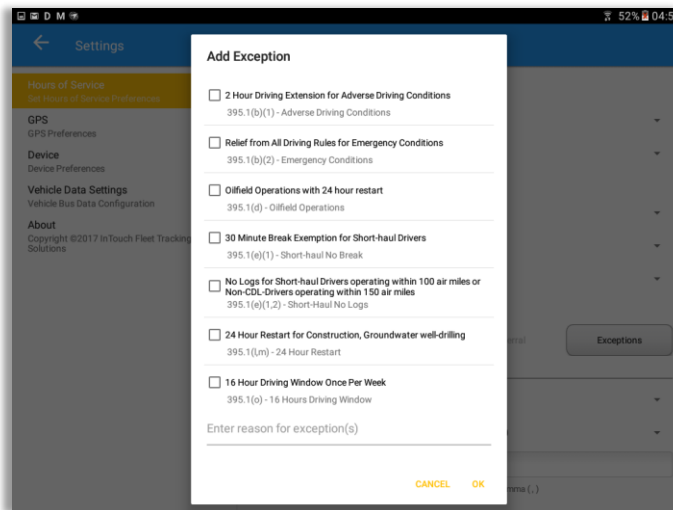 D M
52% 04:5
Settings
Hours of Service
Set Hours of Service Preferences
GPS
GPS Preferences
Device
Device Preferences
Vehicle Data Settings
Vehicle Bus Data Configuration
About
Copyright ©2017 InTouch Fleet Tracking
Solutions
Add Exception
2 Hour Driving Extension for Adverse Driving Conditions
395.1(b)(1) - Adverse Driving Conditions
Relief from All Driving Rules for Emergency Conditions
395.1(b)(2) - Emergency Conditions
Oilfield Operations with 24 hour restart
395.1(d) - Oilfield Operations
30 Minute Break Exemption for Short-haul Drivers
395.1(e)(1) - Short-haul No Break
No Logs for Short-haul Drivers operating within 100 air miles or
Non-CDL-Drivers operating within 150 air miles
395.1(e)(1,2) - Short-Haul No Logs
24 Hour Restart for Construction, Groundwater well-drilling
395.1(l,m) - 24 Hour Restart
16 Hour Driving Window Once Per Week
395.1(o) - 16 Hours Driving Window
Enter reason for exception(s)
CANCEL OK
erral
Exceptions
mma (,)